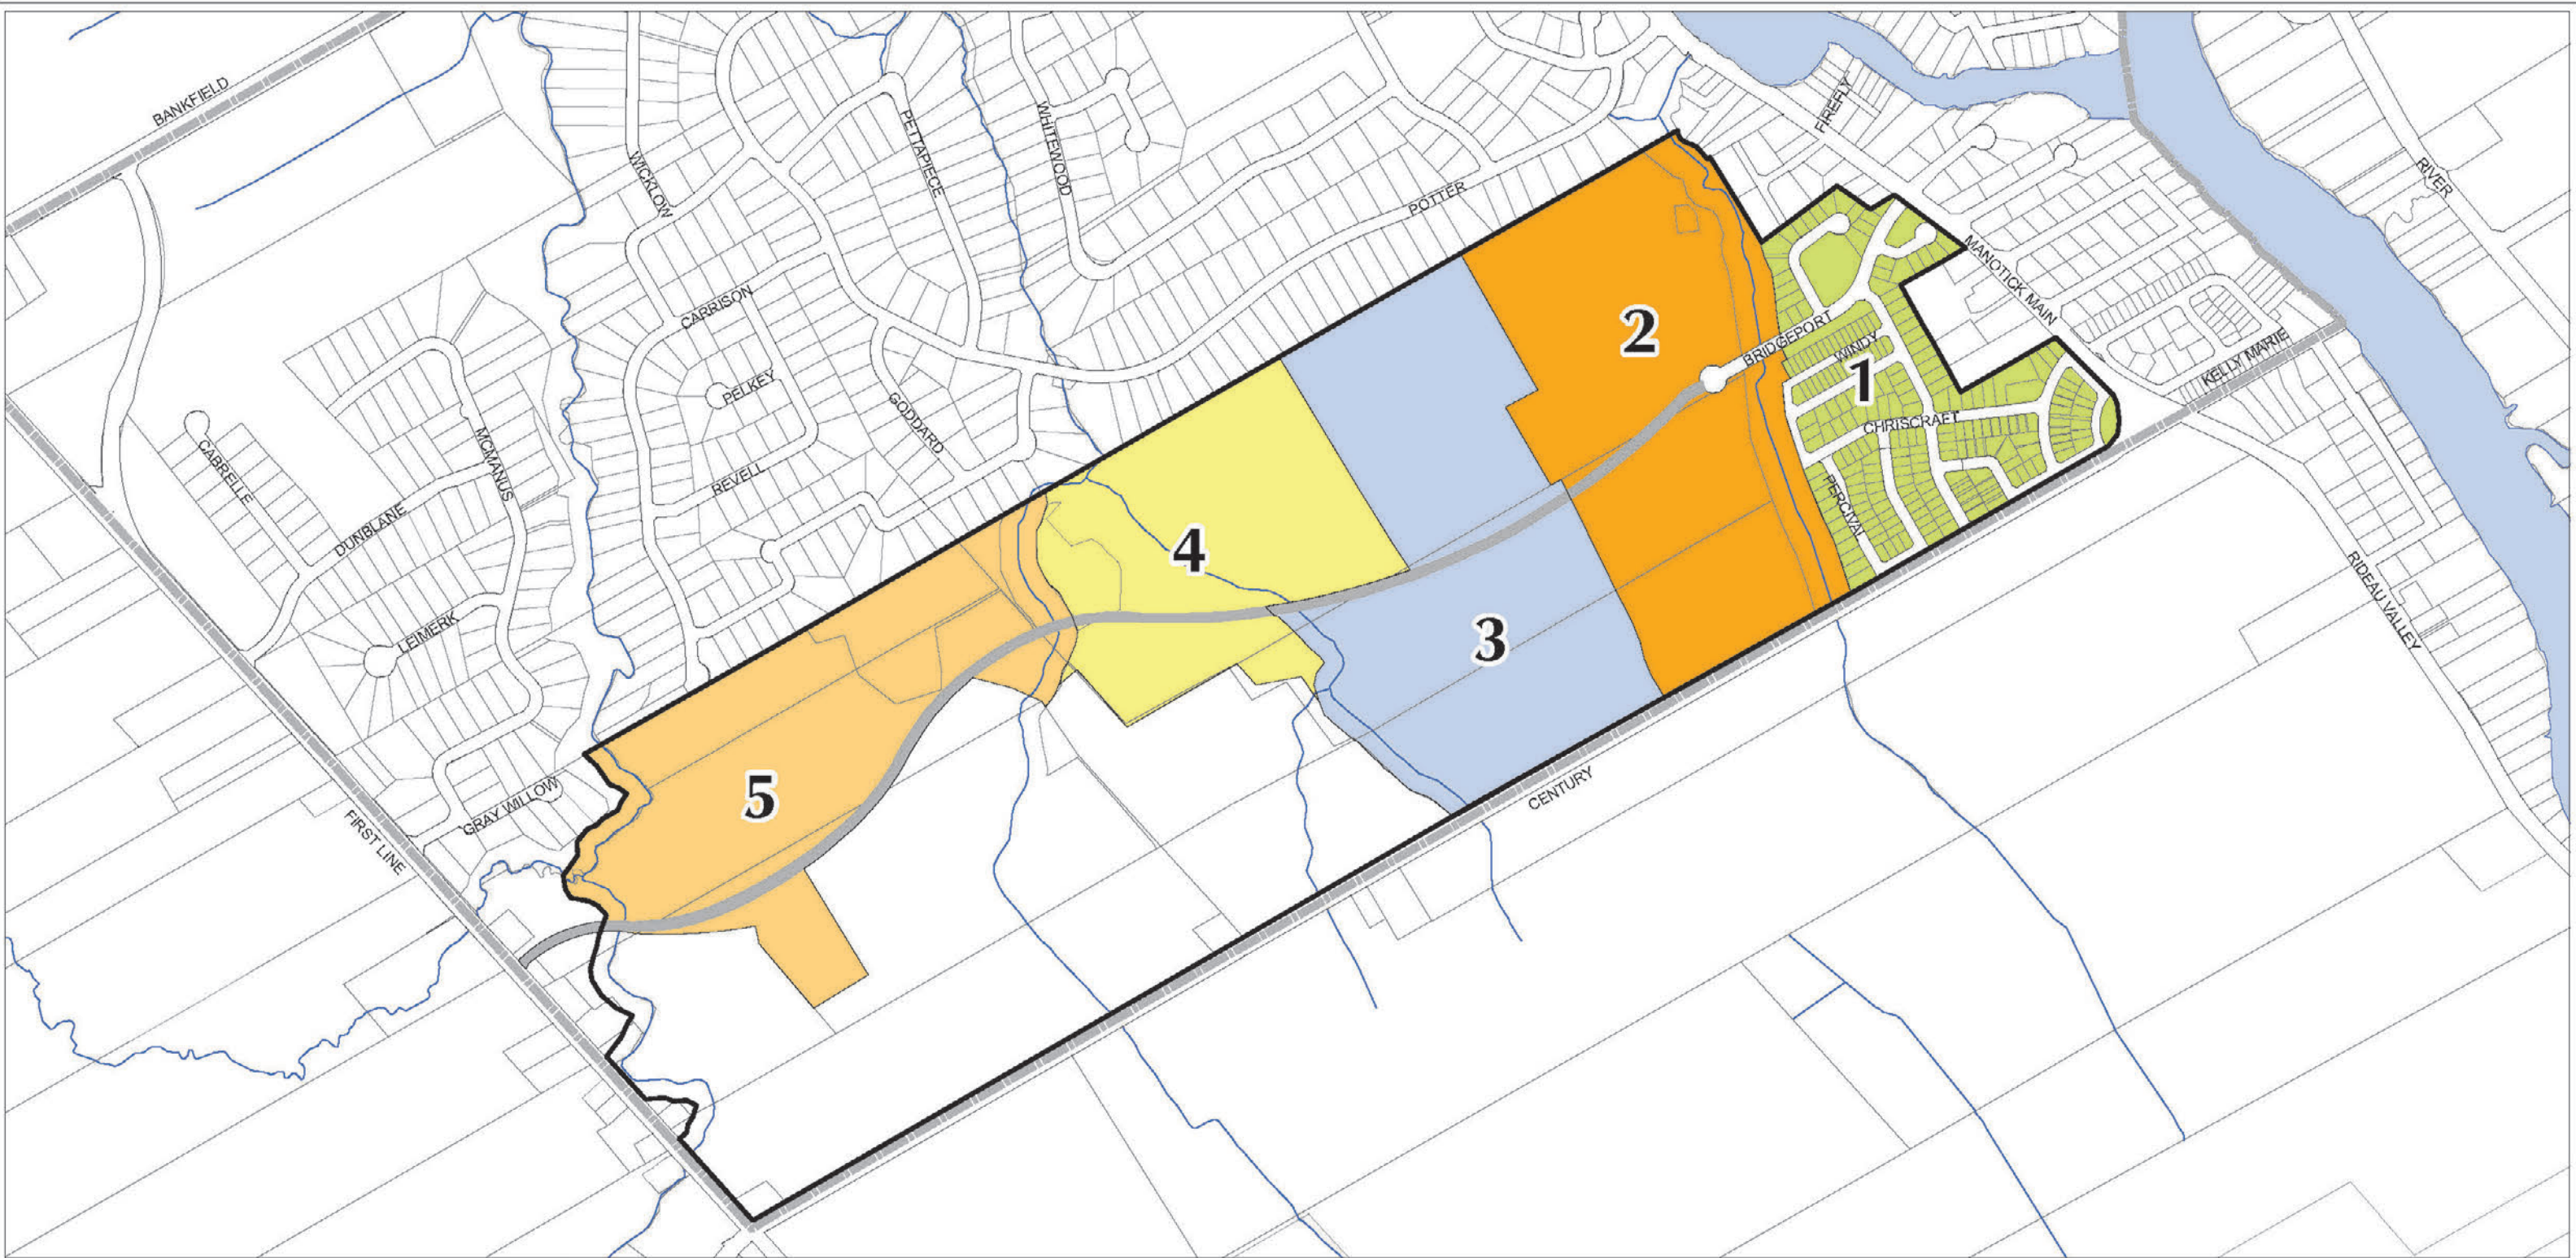 BANKFIELD
WICKLOW
PETTAPIECE
WHITEWOOD
FIREFLY
RIVER
POTTER
MANOTICK MAIN
CARRISON
PELKEY
GODDARD
2
BRIDGEPORT
WINDY
1
KELLY MARIE
CHRISCRAFT
CABRELLE
MCMANUS
REVELL
DUNBLANE
PERCIVAL
4
LEIMERK
3
RIDEAU VALLEY
5
GRAY WILLOW
CENTURY
FIRST LINE